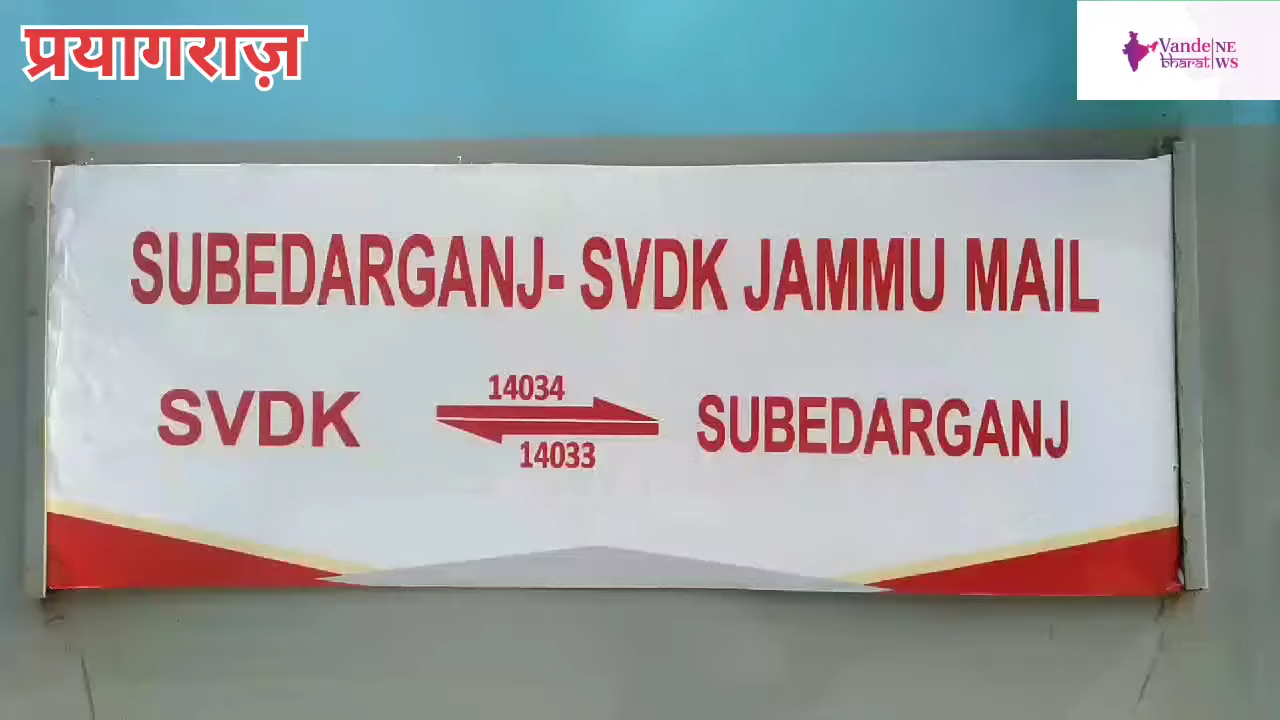 प्रयागराज़
Vande NE
bharat WS
SUBEDARGANJ- SVDK JAMMU MAIL
SVDK 14034 SUBEDARGANJ
14033